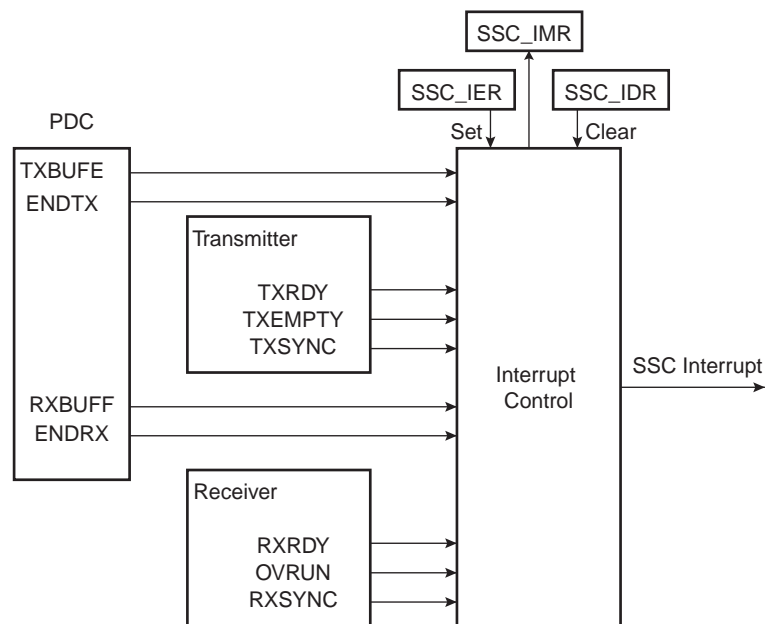 SSC_IMR
SSC_IER
SSC_IDR
PDC
Set
Clear
TXBUFE
ENDTX
Transmitter
TXRDY
TXEMPTY
TXSYNC
RXBUFF
ENDRX
Interrupt
Control
SSC Interrupt
Receiver
RXRDY
OVRUN
RXSYNC